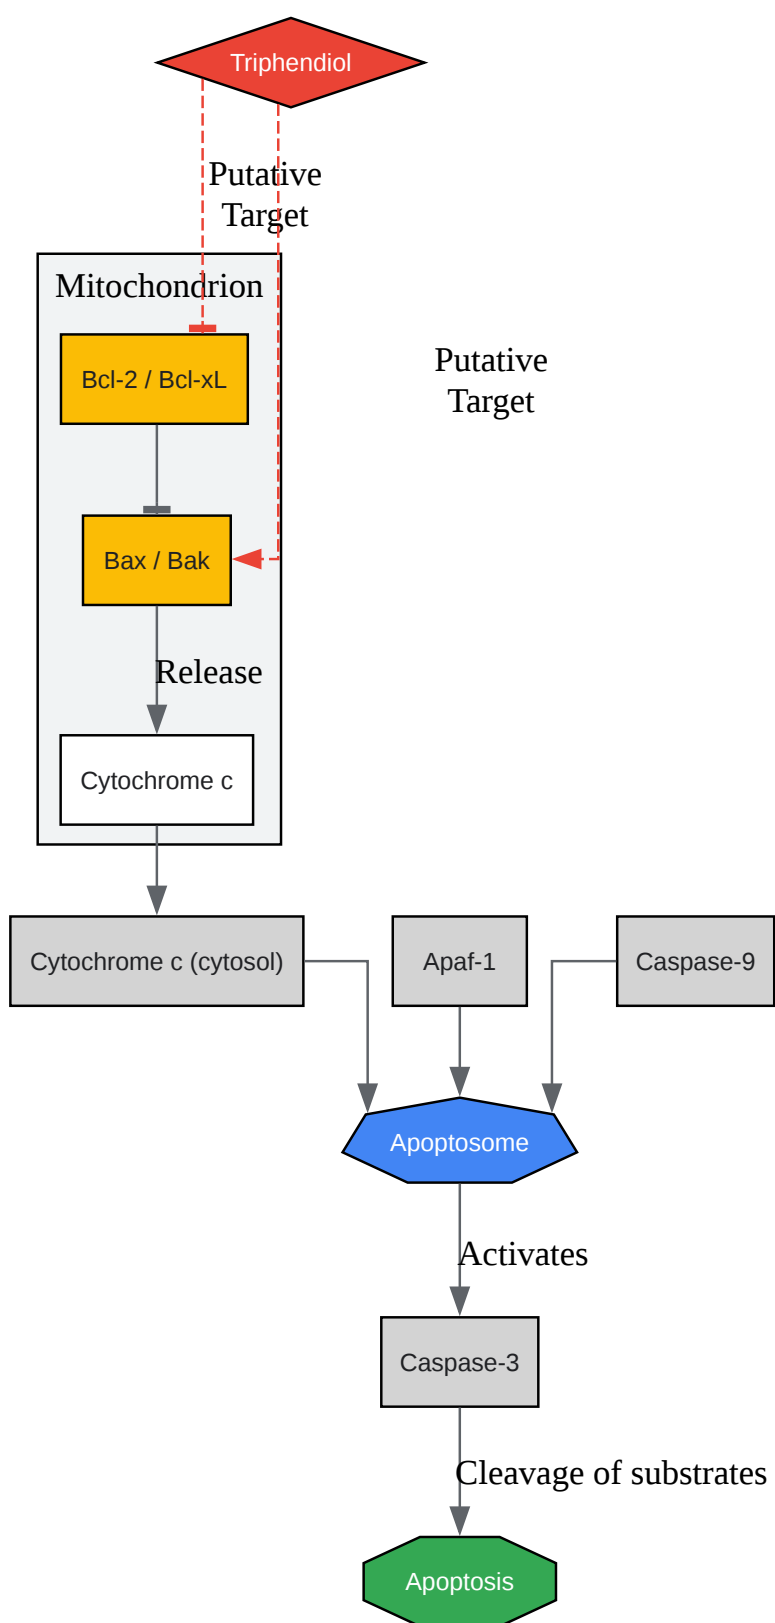 Triphendiol
Putative
Target
Mitochondrion
Putative
Target
Bcl-2 / Bcl-xL
Bax / Bak
Release
Cytochrome c
Cytochrome c (cytosol)
Apaf-1
Caspase-9
Apoptosome
Activates
Caspase-3
Cleavage of substrates
Apoptosis